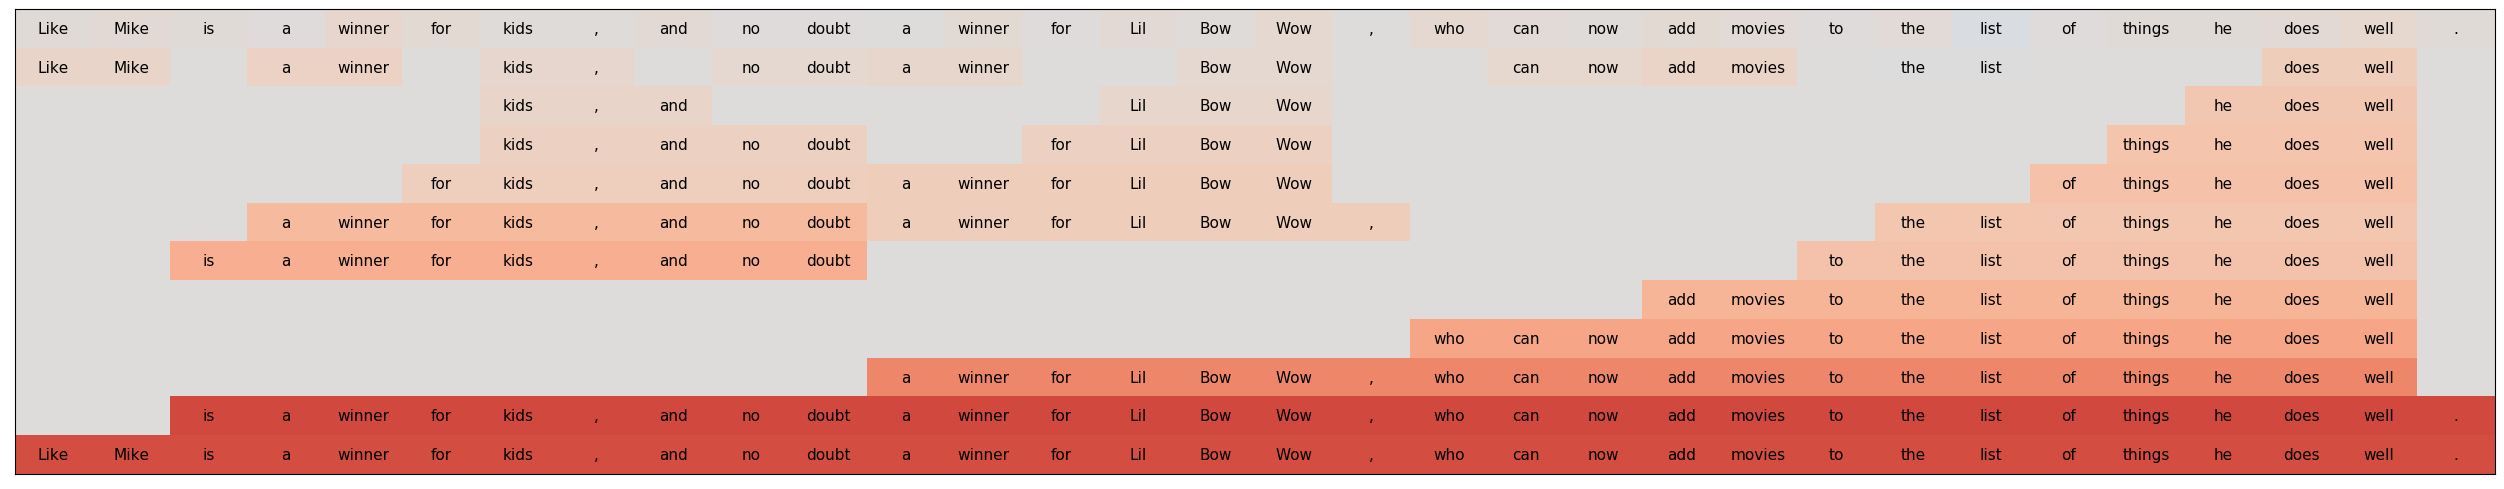 Like Mike is a winner for kids , and no doubt a winner for Lil Bow Wow , who can now add movies to the list of things he does well .
Like Mike a winner kids , no doubt a winner Bow Wow can now add movies the list does well
kids , and Lil Bow Wow he does well
kids , and no doubt for Lil Bow Wow things he does well
for kids , and no doubt a winner for Lil Bow Wow of things he does well
a winner for kids , and no doubt a winner for Lil Bow Wow , the list of things he does well
is a winner for kids , and no doubt to the list of things he does well
add movies to the list of things he does well
who can now add movies to the list of things he does well
a winner for Lil Bow Wow , who can now add movies to the list of things he does well
is a winner for kids , and no doubt a winner for Lil Bow Wow , who can now add movies to the list of things he does well .
Like Mike is a winner for kids , and no doubt a winner for Lil Bow Wow , who can now add movies to the list of things he does well .